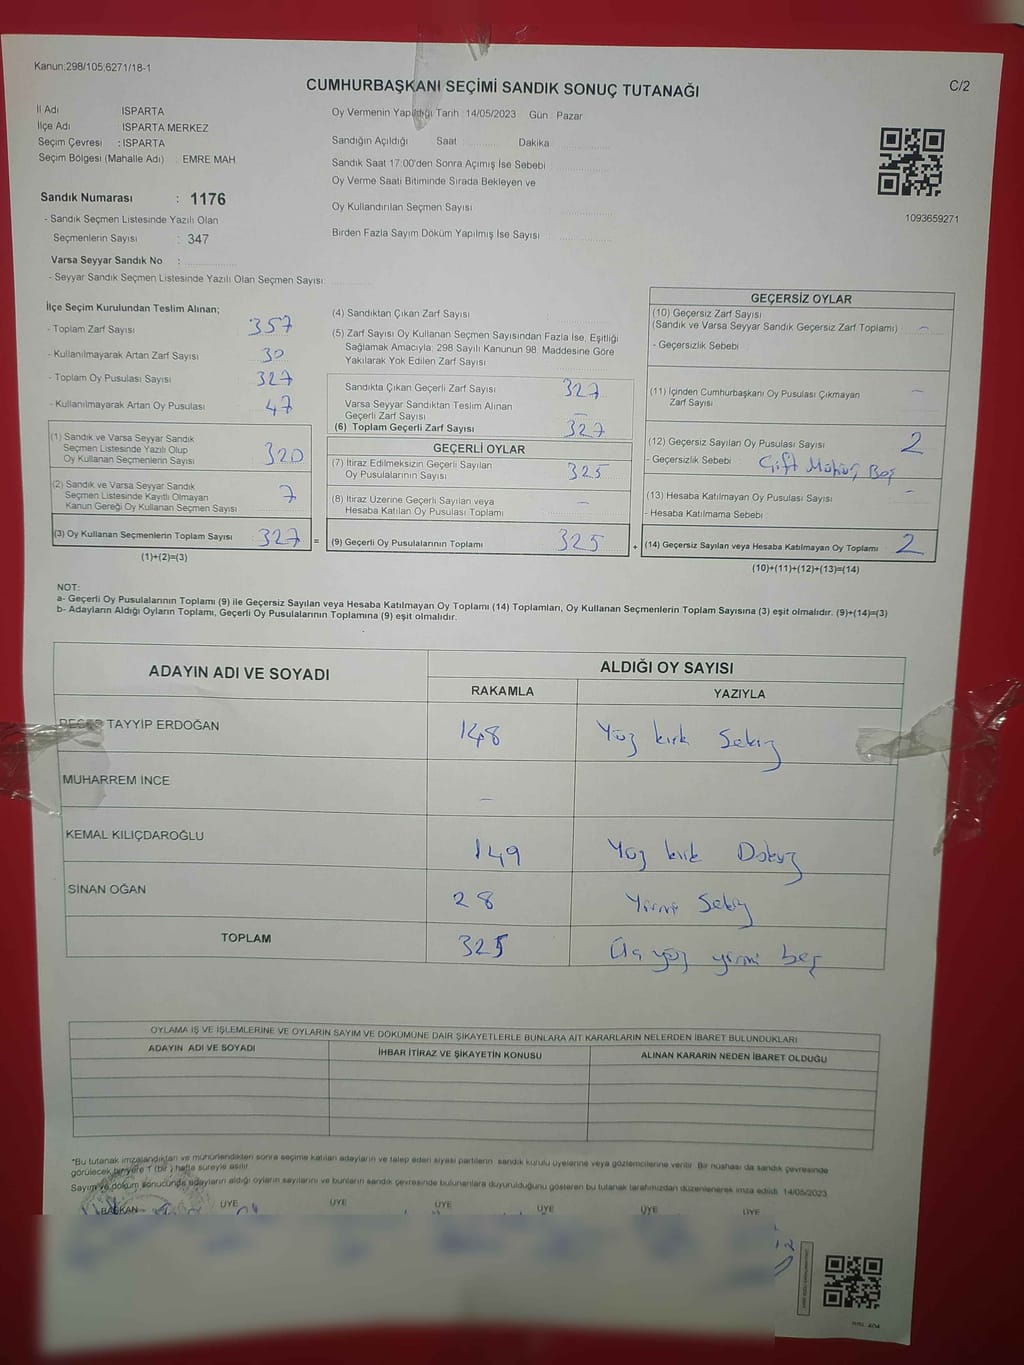 Kanun:298/105;6271/18-1
CUMHURBAŞKANI SEÇİMİ SANDIK SONUÇ TUTANAĞI
C/2
İl Adı ISPARTA
İlçe Adı ISPARTA MERKEZ
Seçim Çevresi : ISPARTA
Seçim Bölgesi (Mahalle Adı) : EMRE MAH
Sandık Numarası : 1176
- Sandık Seçmen Listesinde Yazılı Olan
Seçmenlerin Sayısı : 347
Varsa Seyyar Sandık No :
- Seyyar Sandık Seçmen Listesinde Yazılı Olan Seçmen Sayısı:
Oy Vermenin Yapıldığı Tarih : 14/05/2023 Gün : Pazar
Sandığın Açıldığı Saat Dakika
Sandık Saat 17:00'den Sonra Açımış İse Sebebi
Oy Verme Saati Bitiminde Sırada Bekleyen ve
Oy Kullandırılan Seçmen Sayısı
Birden Fazla Sayım Döküm Yapılmış İse Sayısı
1093659271
İlçe Seçim Kurulundan Teslim Alınan;
- Toplam Zarf Sayısı 357
- Kullanılmayarak Artan Zarf Sayısı 30
- Toplam Oy Pusulası Sayısı 327
- Kullanılmayarak Artan Oy Pusulası 47
(1) Sandık ve Varsa Seyyar Sandık
Seçmen Listesinde Yazılı Olup
Oy Kullanan Seçmenlerin Sayısı 320
(2) Sandık ve Varsa Seyyar Sandık
Seçmen Listesinde Kayıtlı Olmayan
Kanun Gereği Oy Kullanan Seçmen Sayısı 7
(3) Oy Kullanan Seçmenlerin Toplam Sayısı 327 =
(1)+(2)=(3)
(4) Sandıktan Çıkan Zarf Sayısı
(5) Zarf Sayısı Oy Kullanan Seçmen Sayısından Fazla İse, Eşitliği
Sağlamak Amacıyla; 298 Sayılı Kanunun 98. Maddesine Göre
Yakılarak Yok Edilen Zarf Sayısı
Sandıkta Çıkan Geçerli Zarf Sayısı 327
Varsa Seyyar Sandıktan Teslim Alınan
Geçerli Zarf Sayısı -
(6) Toplam Geçerli Zarf Sayısı 327
GEÇERLİ OYLAR
(7) İtiraz Edilmeksizin Geçerli Sayılan
Oy Pusulalarının Sayısı 325
(8) İtiraz Üzerine Geçerli Sayılan veya
Hesaba Katılan Oy Pusulası Toplamı -
(9) Geçerli Oy Pusulalarının Toplamı 325 +
GEÇERSİZ OYLAR
(10) Geçersiz Zarf Sayısı
(Sandık ve Varsa Seyyar Sandık Geçersiz Zarf Toplamı) -
- Geçersizlik Sebebi
(11) İçinden Cumhurbaşkanı Oy Pusulası Çıkmayan
Zarf Sayısı -
(12) Geçersiz Sayılan Oy Pusulası Sayısı 2
- Geçersizlik Sebebi : Çift Mühür Boş
(13) Hesaba Katılmayan Oy Pusulası Sayısı -
- Hesaba Katılmama Sebebi
(14) Geçersiz Sayılan veya Hesaba Katılmayan Oy Toplamı 2
(10)+(11)+(12)+(13)=(14)
NOT:
a- Geçerli Oy Pusulalarının Toplamı (9) ile Geçersiz Sayılan veya Hesaba Katılmayan Oy Toplamı (14) Toplamları, Oy Kullanan Seçmenlerin Toplam Sayısına (3) eşit olmalıdır. (9)+(14)=(3)
b- Adayların Aldığı Oyların Toplamı, Geçerli Oy Pusulalarının Toplamına (9) eşit olmalıdır.
ADAYIN ADI VE SOYADI ALDIĞI OY SAYISI
RAKAMLA YAZIYLA
RECEP TAYYİP ERDOĞAN 148 Yüz kırk Sekiz
MUHARREM İNCE -
KEMAL KILIÇDAROĞLU 149 Yüz kırk Dokuz
SİNAN OĞAN 28 Yirmi Sekiz
TOPLAM 325 Üç yüz yirmi beş
OYLAMA İŞ VE İŞLEMLERİNE VE OYLARIN SAYIM VE DÖKÜMÜNE DAİR ŞİKAYETLERLE BUNLARA AİT KARARLARIN NELERDEN İBARET BULUNDUKLARI
ADAYIN ADI VE SOYADI İHBAR İTİRAZ VE ŞİKAYETİN KONUSU ALINAN KARARIN NEDEN İBARET OLDUĞU
*Bu tutanak imzalandıktan ve mühürlendikten sonra seçime katılan adayların ve talep eden siyasi partilerin sandık kurulu üyelerine veya gözlemcilerine verilir. Bir nüshası da sandık çevresinde
görülecek bir yere 1 (bir) hafta süreyle asılır.
Sayım ve döküm sonucunda adayların aldığı oyların sayılarını ve bunların sandık çevresinde bulunanlara duyurulduğunu gösteren bu tutanak tarafımızdan düzenlenerek imza edildi. 14/05/2023
BAŞKAN ÜYE ÜYE ÜYE ÜYE ÜYE ÜYE